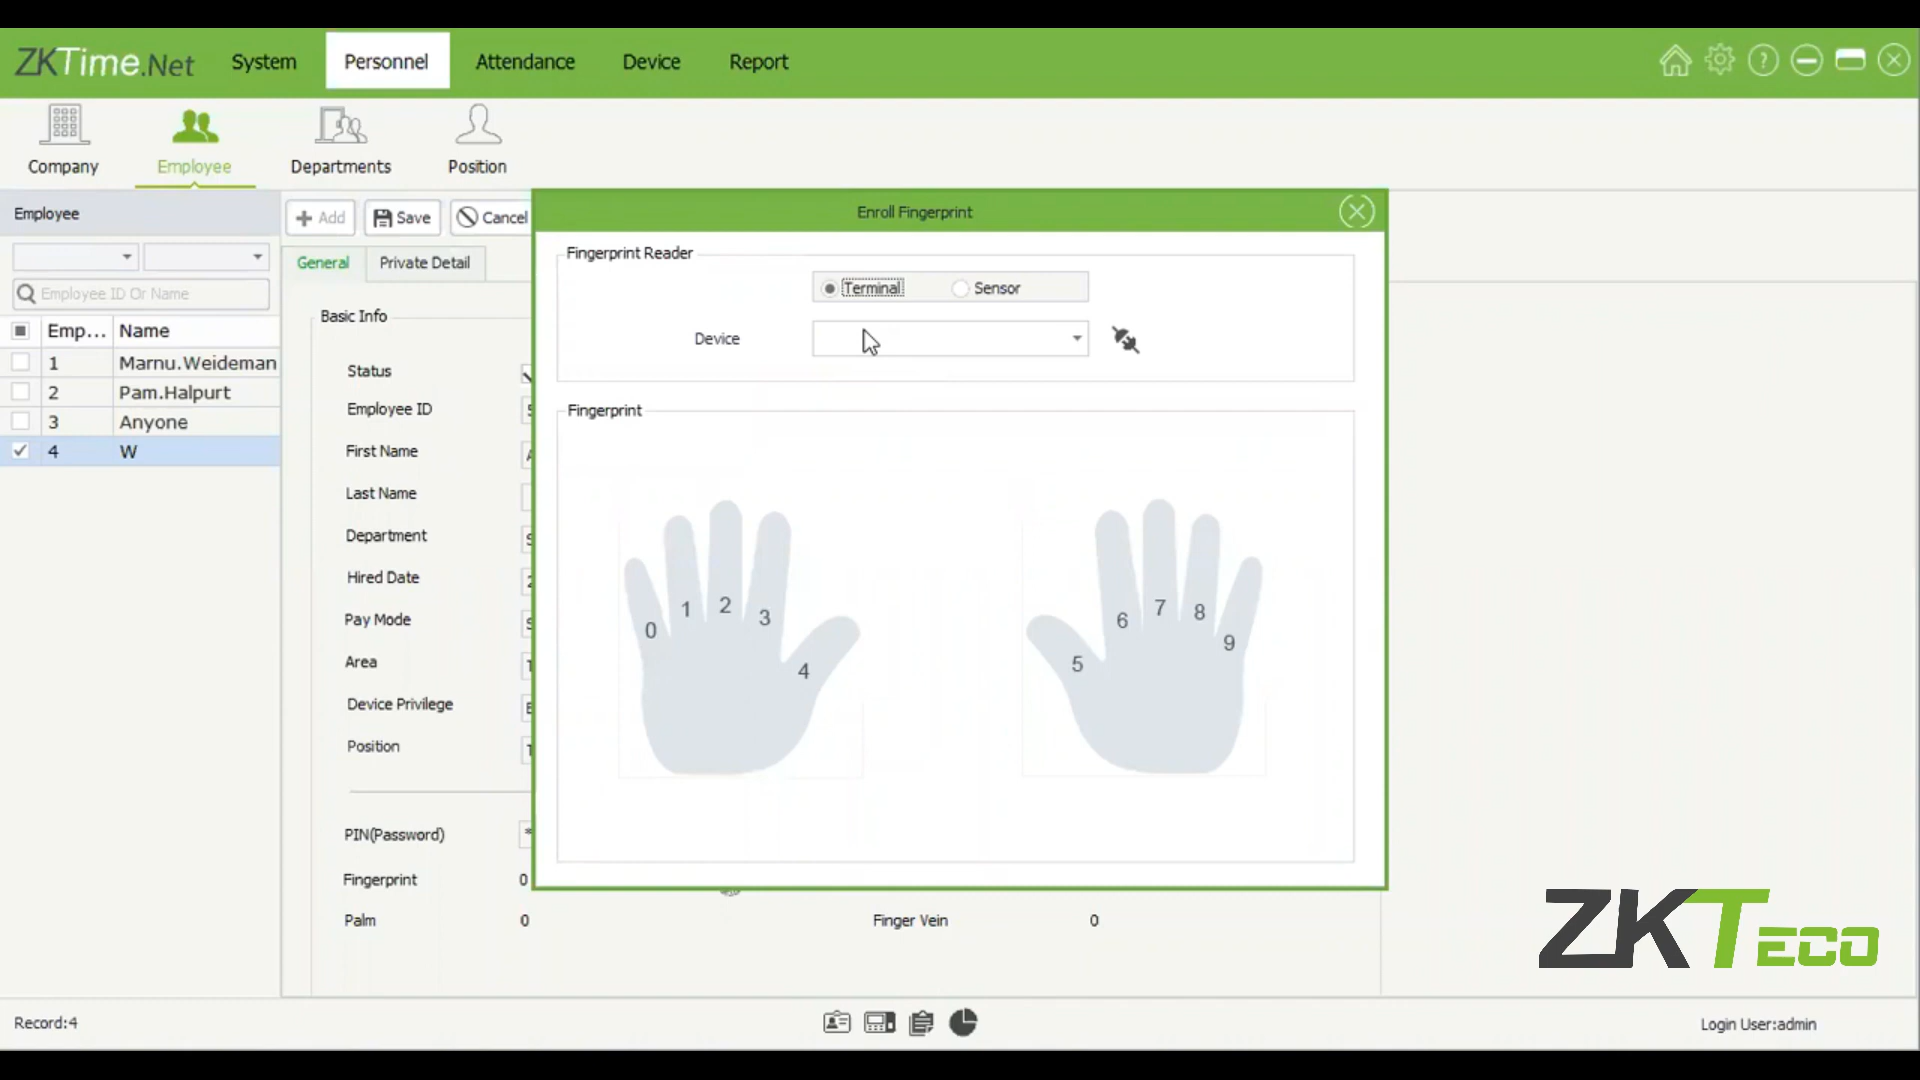 ZKTime.Net System Personnel Attendance Device Report
Company Employee Departments Position
Employee
Add Save Cancel
Enroll Fingerprint
General Private Detail
Employee ID Or Name
Emp... Name
1 Marnu.Weideman
2 Pam.Halpurt
3 Anyone
4 W
Basic Info
Status
Employee ID
First Name
Last Name
Department
Hired Date
Pay Mode
Area
Device Privilege
Position
PIN(Password)
Fingerprint 0
Palm 0 Finger Vein 0
Fingerprint Reader
Terminal Sensor
Device
Fingerprint
0 1 2 3 4
5 6 7 8 9
ZKTeco
Record:4
Login User:admin